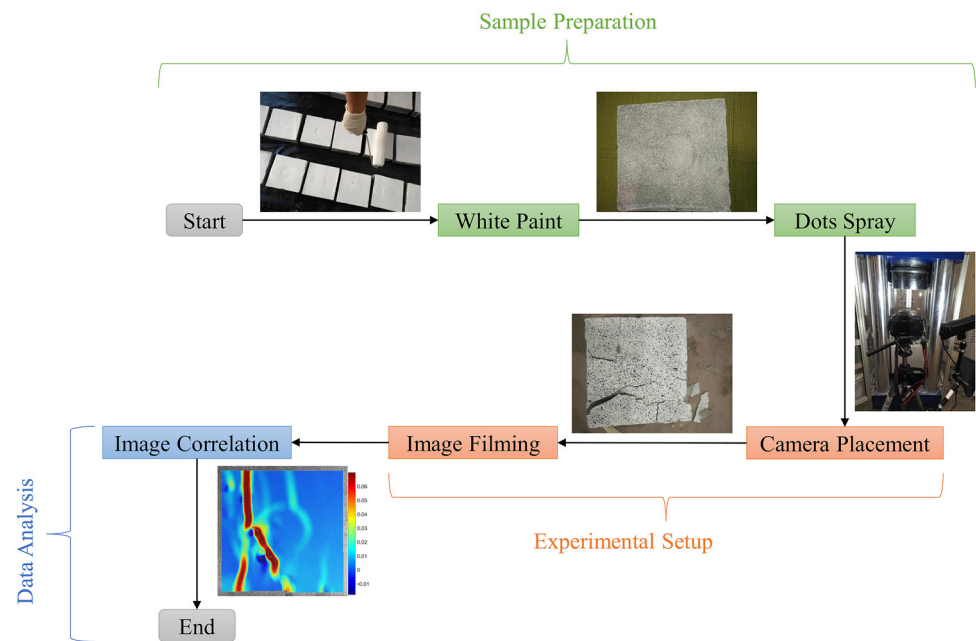 Sample Preparation
Start
White Paint
Dots Spray
Image Correlation
Image Filming
Camera Placement
Data Analysis
0.06
0.05
0.04
0.03
0.02
0.01
0
−0.01
Experimental Setup
End